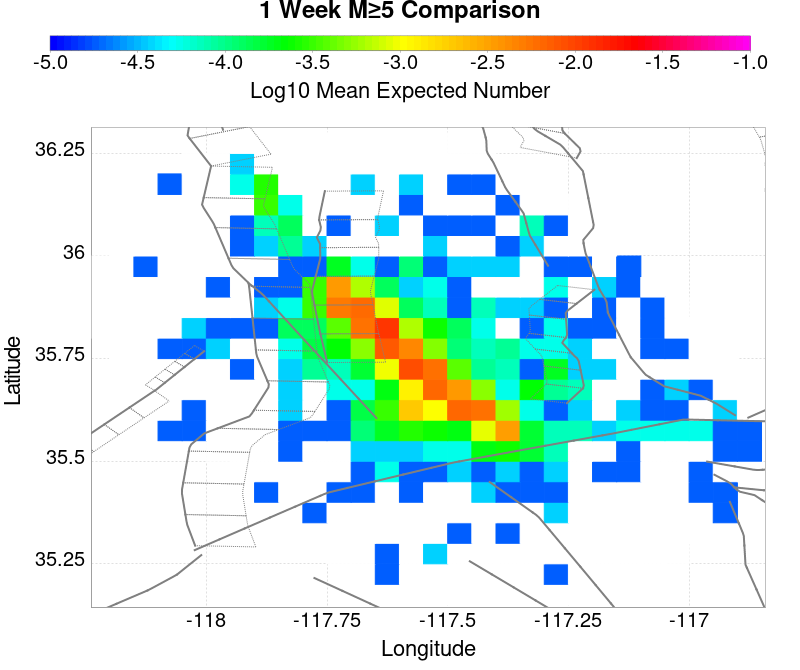 1 Week M≥5 Comparison
-5.0 -4.5 -4.0 -3.5 -3.0 -2.5 -2.0 -1.5 -1.0
Log10 Mean Expected Number
36.25
36
35.75
35.5
35.25
Latitude
-118 -117.75 -117.5 -117.25 -117
Longitude